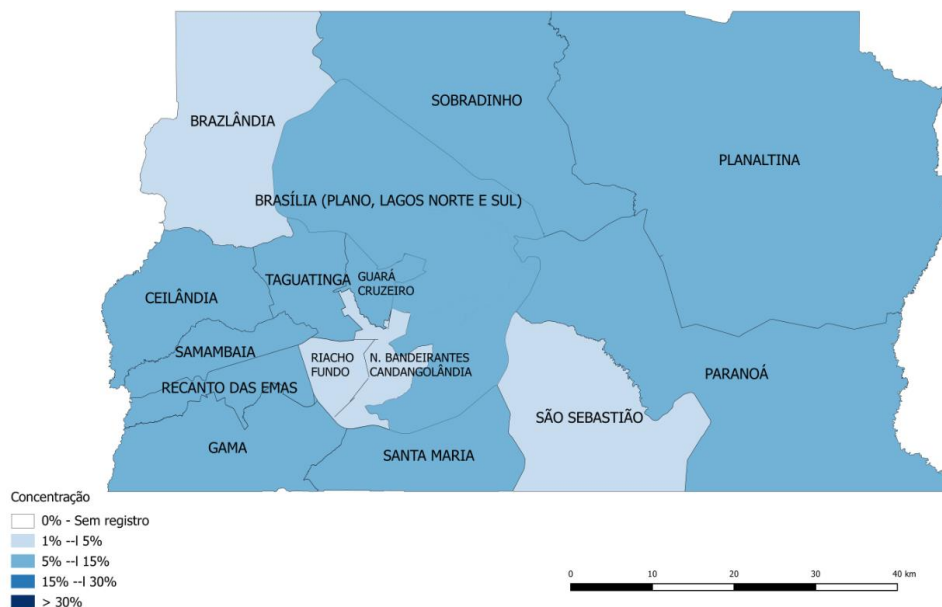 SOBRADINHO
BRAZLÂNDIA
PLANALTINA
BRASÍLIA (PLANO, LAGOS NORTE E SUL)
TAGUATINGA
GUARÁ
CRUZEIRO
CEILÂNDIA
SAMAMBAIA
RIACHO
FUNDO
N. BANDEIRANTES
CANDANGOLÂNDIA
PARANOÁ
RECANTO DAS EMAS
SÃO SEBASTIÃO
GAMA
SANTA MARIA
Concentração
0% - Sem registro
1% --l 5%
5% --l 15%
15% --l 30%
> 30%
0 10 20 30 40 km